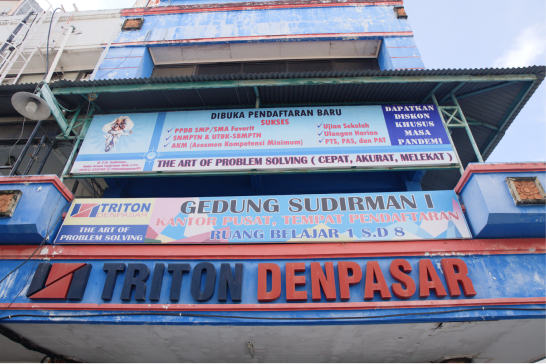 DIBUKA PENDAFTARAN BARU
SUKSES
✓ PPDB SMP/SMA Favorit
✓ SNMPTN & UTBK-SBMPTN
✓ AKM (Asesmen Kompetensi Minimum)
✓ Ujian Sekolah
✓ Ulangan Harian
✓ PTS, PAS, dan PAT
DAPATKAN
DISKON
KHUSUS
MASA
PANDEMI
THE ART OF PROBLEM SOLVING ( CEPAT, AKURAT, MELEKAT )
TRITON
DENPASAR
THE ART OF
PROBLEM SOLVING
GEDUNG SUDIRMAN I
KANTOR PUSAT, TEMPAT PENDAFTARAN
RUANG BELAJAR 1 S.D 8
TRITON DENPASAR